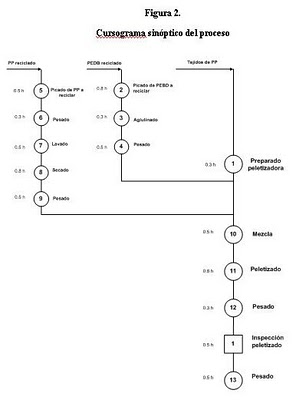 Figura 2.
Cursograma sinóptico del proceso
PP reciclado
PEDB reciclado
Tejidos de PP
0.5 h
5
Picado de PP a
reciclar
0.3 h
6
Pesado
0.5 h
7
Lavado
0.8 h
8
Secado
0.5 h
9
Pesado
0.8 h
2
Picado de PEBD a
reciclar
0.3 h
3
Aglutinado
0.5 h
4
Pesado
0.3 h
1
Preparado
peletizadora
0.5 h
10
Mezcla
0.8 h
11
Peletizado
0.3 h
12
Pesado
0.5 h
1
Inspección
peletizado
0.5 h
13
Pesado